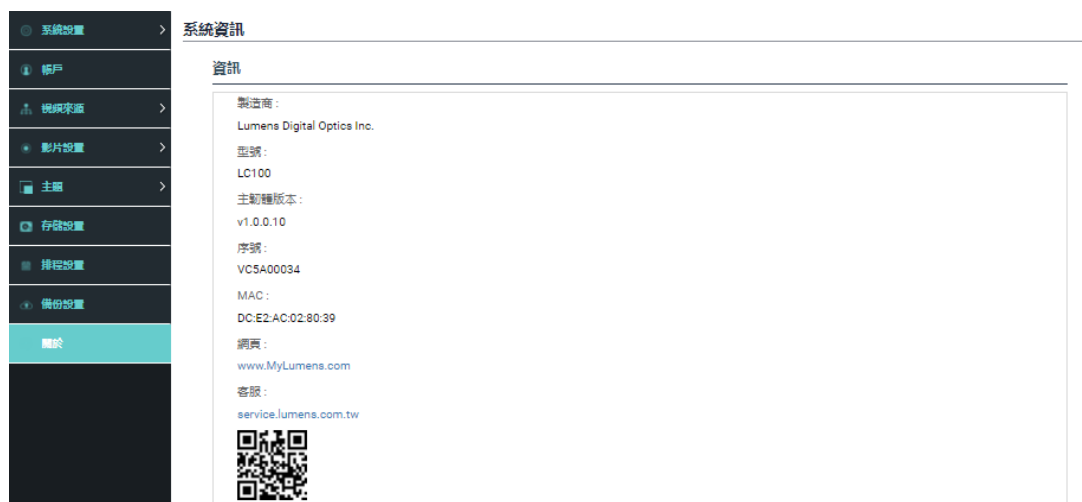 系統設置
帳戶
視頻來源
影片設置
主題
存儲設置
排程設置
備份設置
關於
系統資訊
資訊
製造商 :
Lumens Digital Optics Inc.
型號 :
LC100
主韌體版本 :
v1.0.0.10
序號 :
VC5A00034
MAC :
DC:E2:AC:02:80:39
網頁 :
www.MyLumens.com
客服 :
service.lumens.com.tw